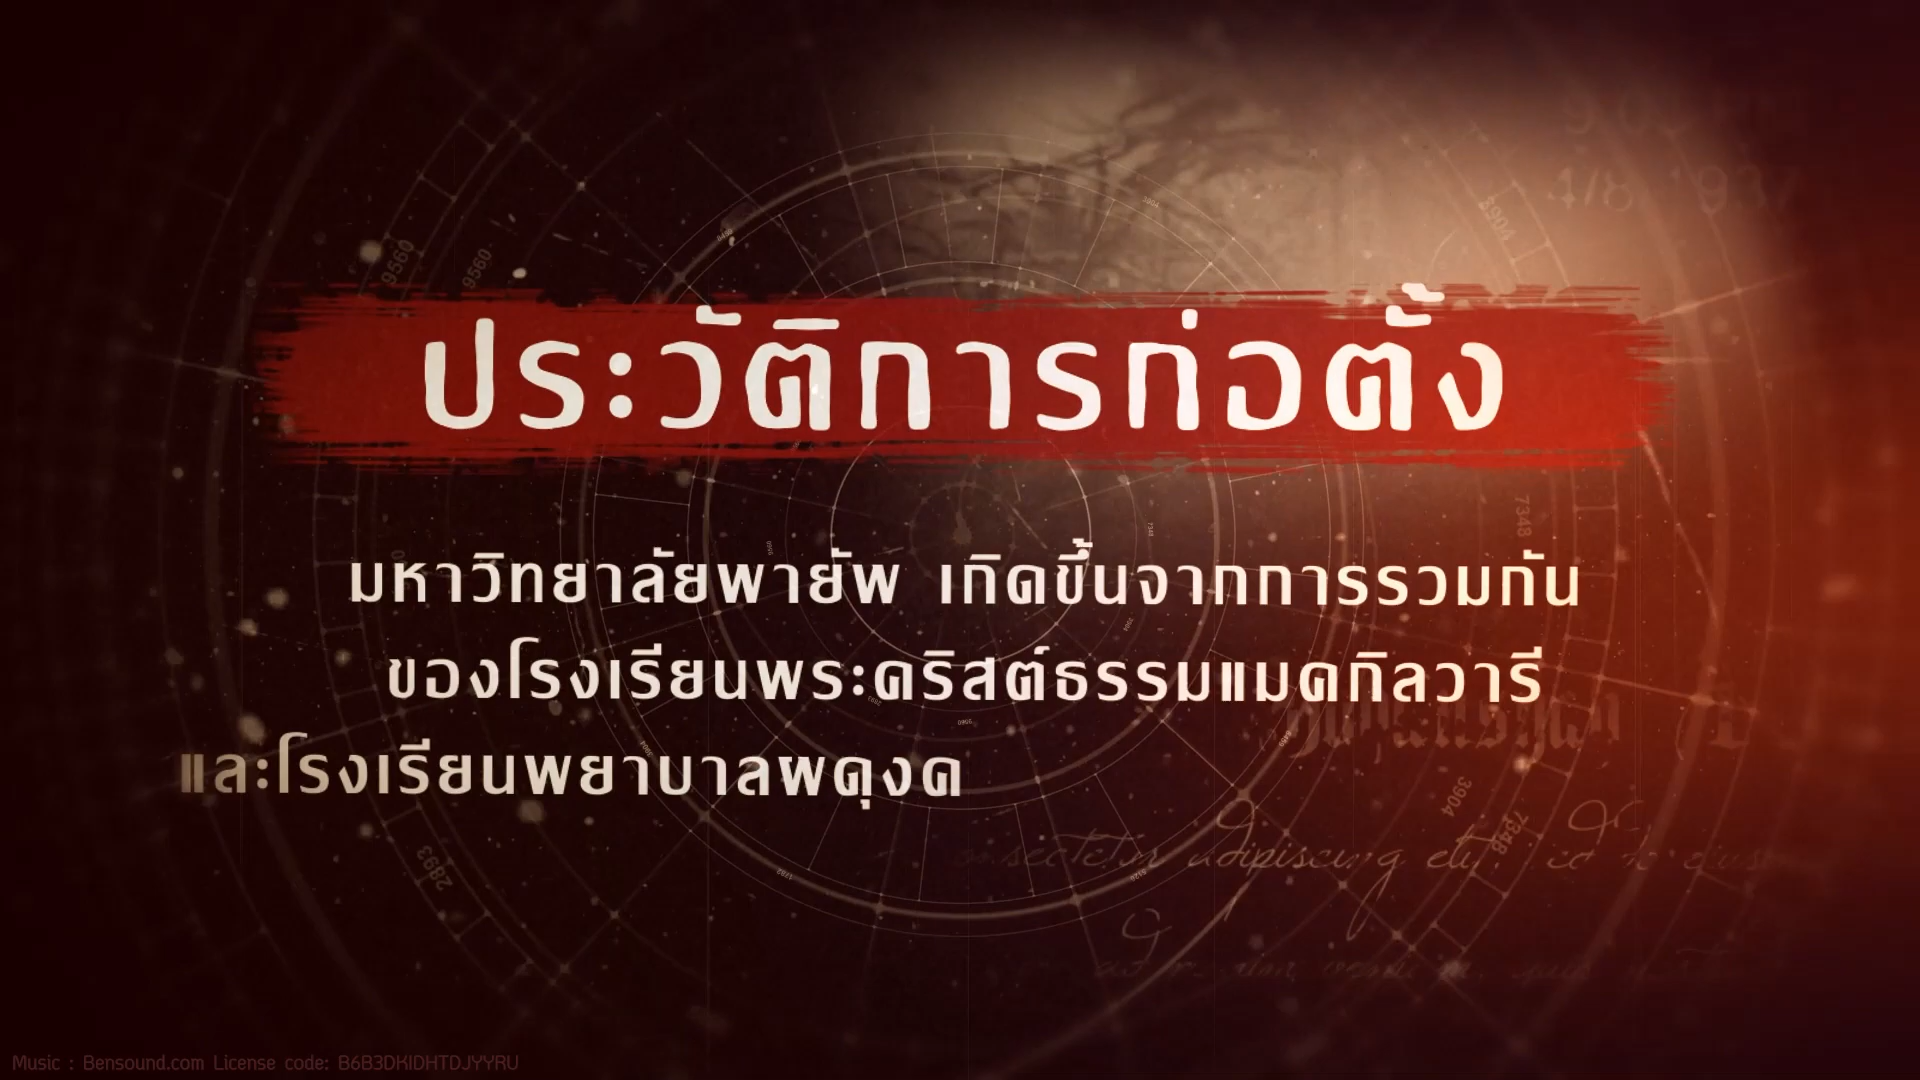 ประวัติการก่อตั้ง
มหาวิทยาลัยพายัพ เกิดขึ้นจากการรวมกัน
ของโรงเรียนพระคริสต์ธรรมแมคกิลวารี
และโรงเรียนพยาบาลผดุงค
Music : Bensound.com License code: B6B3DKIDHTDJYYRU